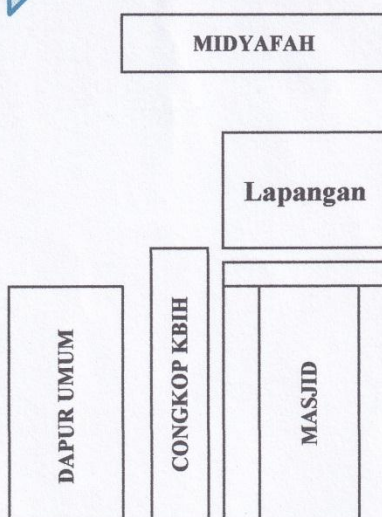 MIDYAFAH
Lapangan
DAPUR UMUM
CONGKOP KBIH
MASJID